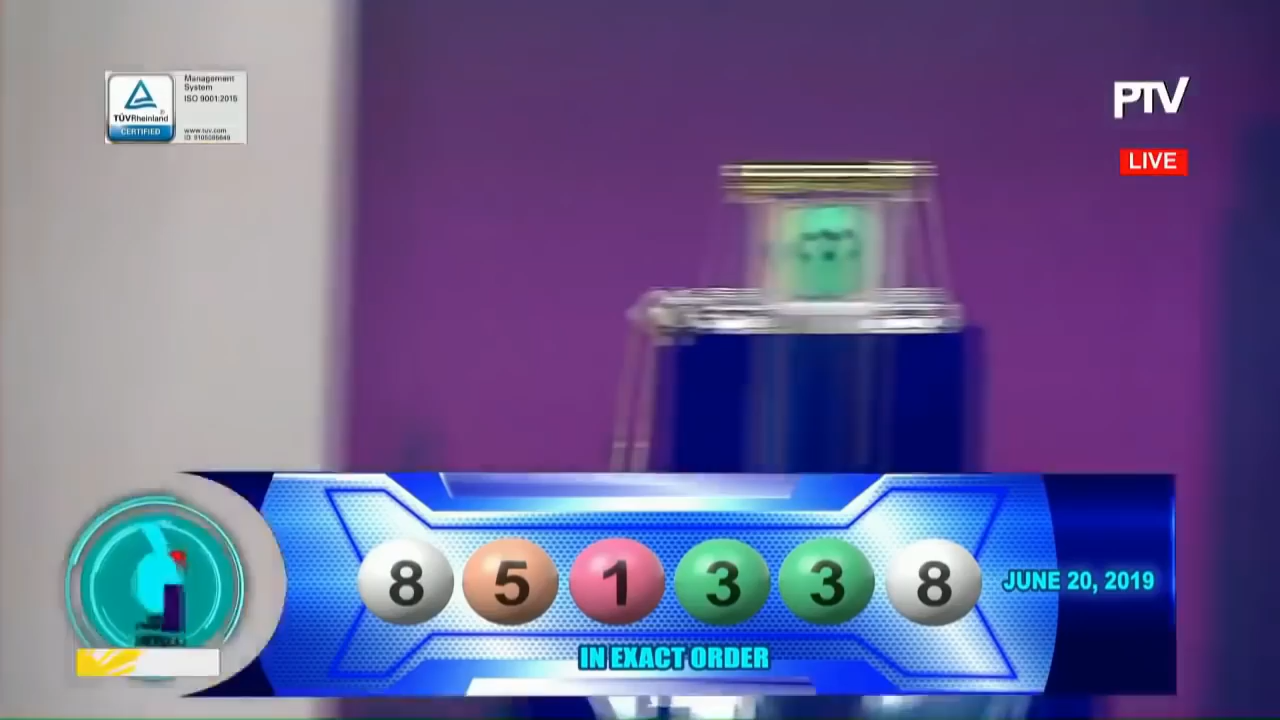 Management
System
ISO 9001:2015
TÜVRheinland
CERTIFIED
www.tuv.com
PTV
LIVE
8 5 1 3 3 8
JUNE 20, 2019
IN EXACT ORDER